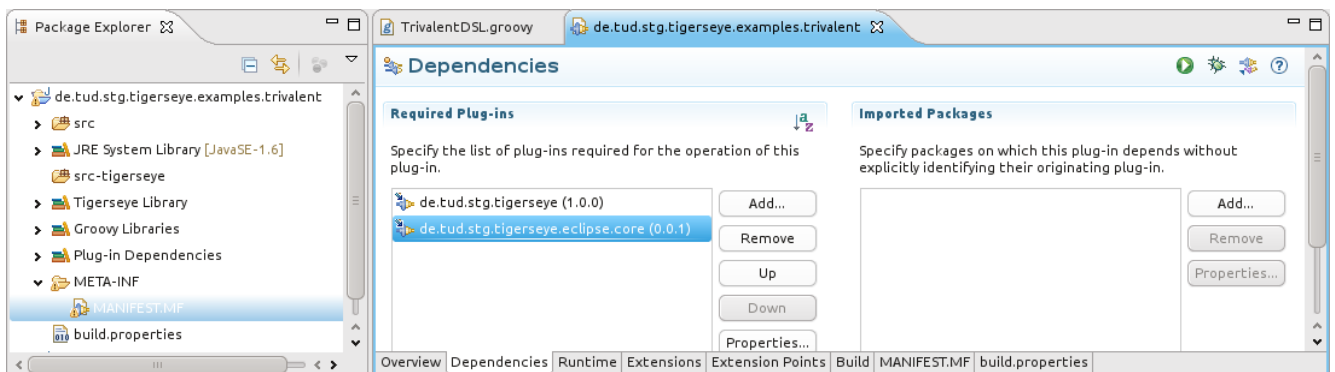 Package Explorer
de.tud.stg.tigerseye.examples.trivalent
src
JRE System Library [JavaSE-1.6]
src-tigerseye
Tigerseye Library
Groovy Libraries
Plug-in Dependencies
META-INF
MANIFEST.MF
build.properties
TrivalentDSL.groovy
de.tud.stg.tigerseye.examples.trivalent
Dependencies
Required Plug-ins
Specify the list of plug-ins required for the operation of this
plug-in.
de.tud.stg.tigerseye (1.0.0)
de.tud.stg.tigerseye.eclipse.core (0.0.1)
Add...
Remove
Up
Down
Properties...
Imported Packages
Specify packages on which this plug-in depends without
explicitly identifying their originating plug-in.
Add...
Remove
Properties...
Overview Dependencies Runtime Extensions Extension Points Build MANIFEST.MF build.properties